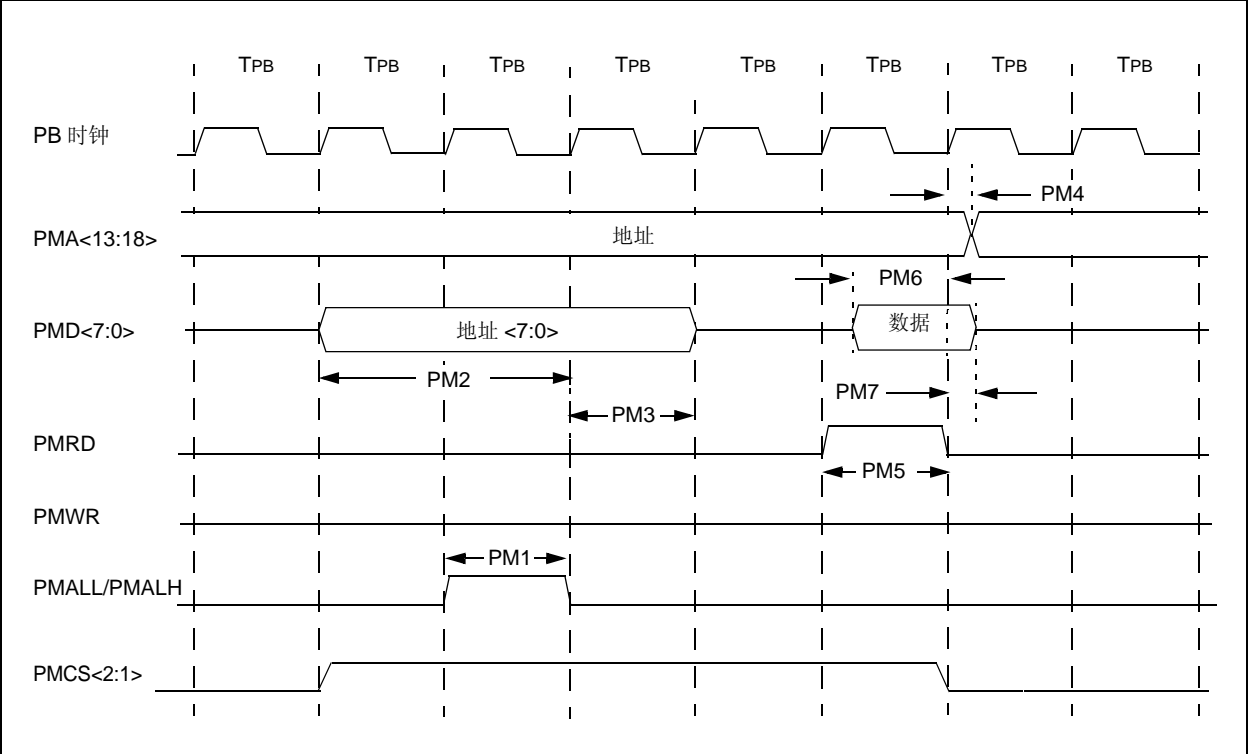 TPB TPB TPB TPB TPB TPB TPB TPB
PB 时钟
PM4
PMA<13:18>
地址
PM6
PMD<7:0>
地址 <7:0>
数据
PM2
PM7
PM3
PMRD
PM5
PMWR
PM1
PMALL/PMALH
PMCS<2:1>